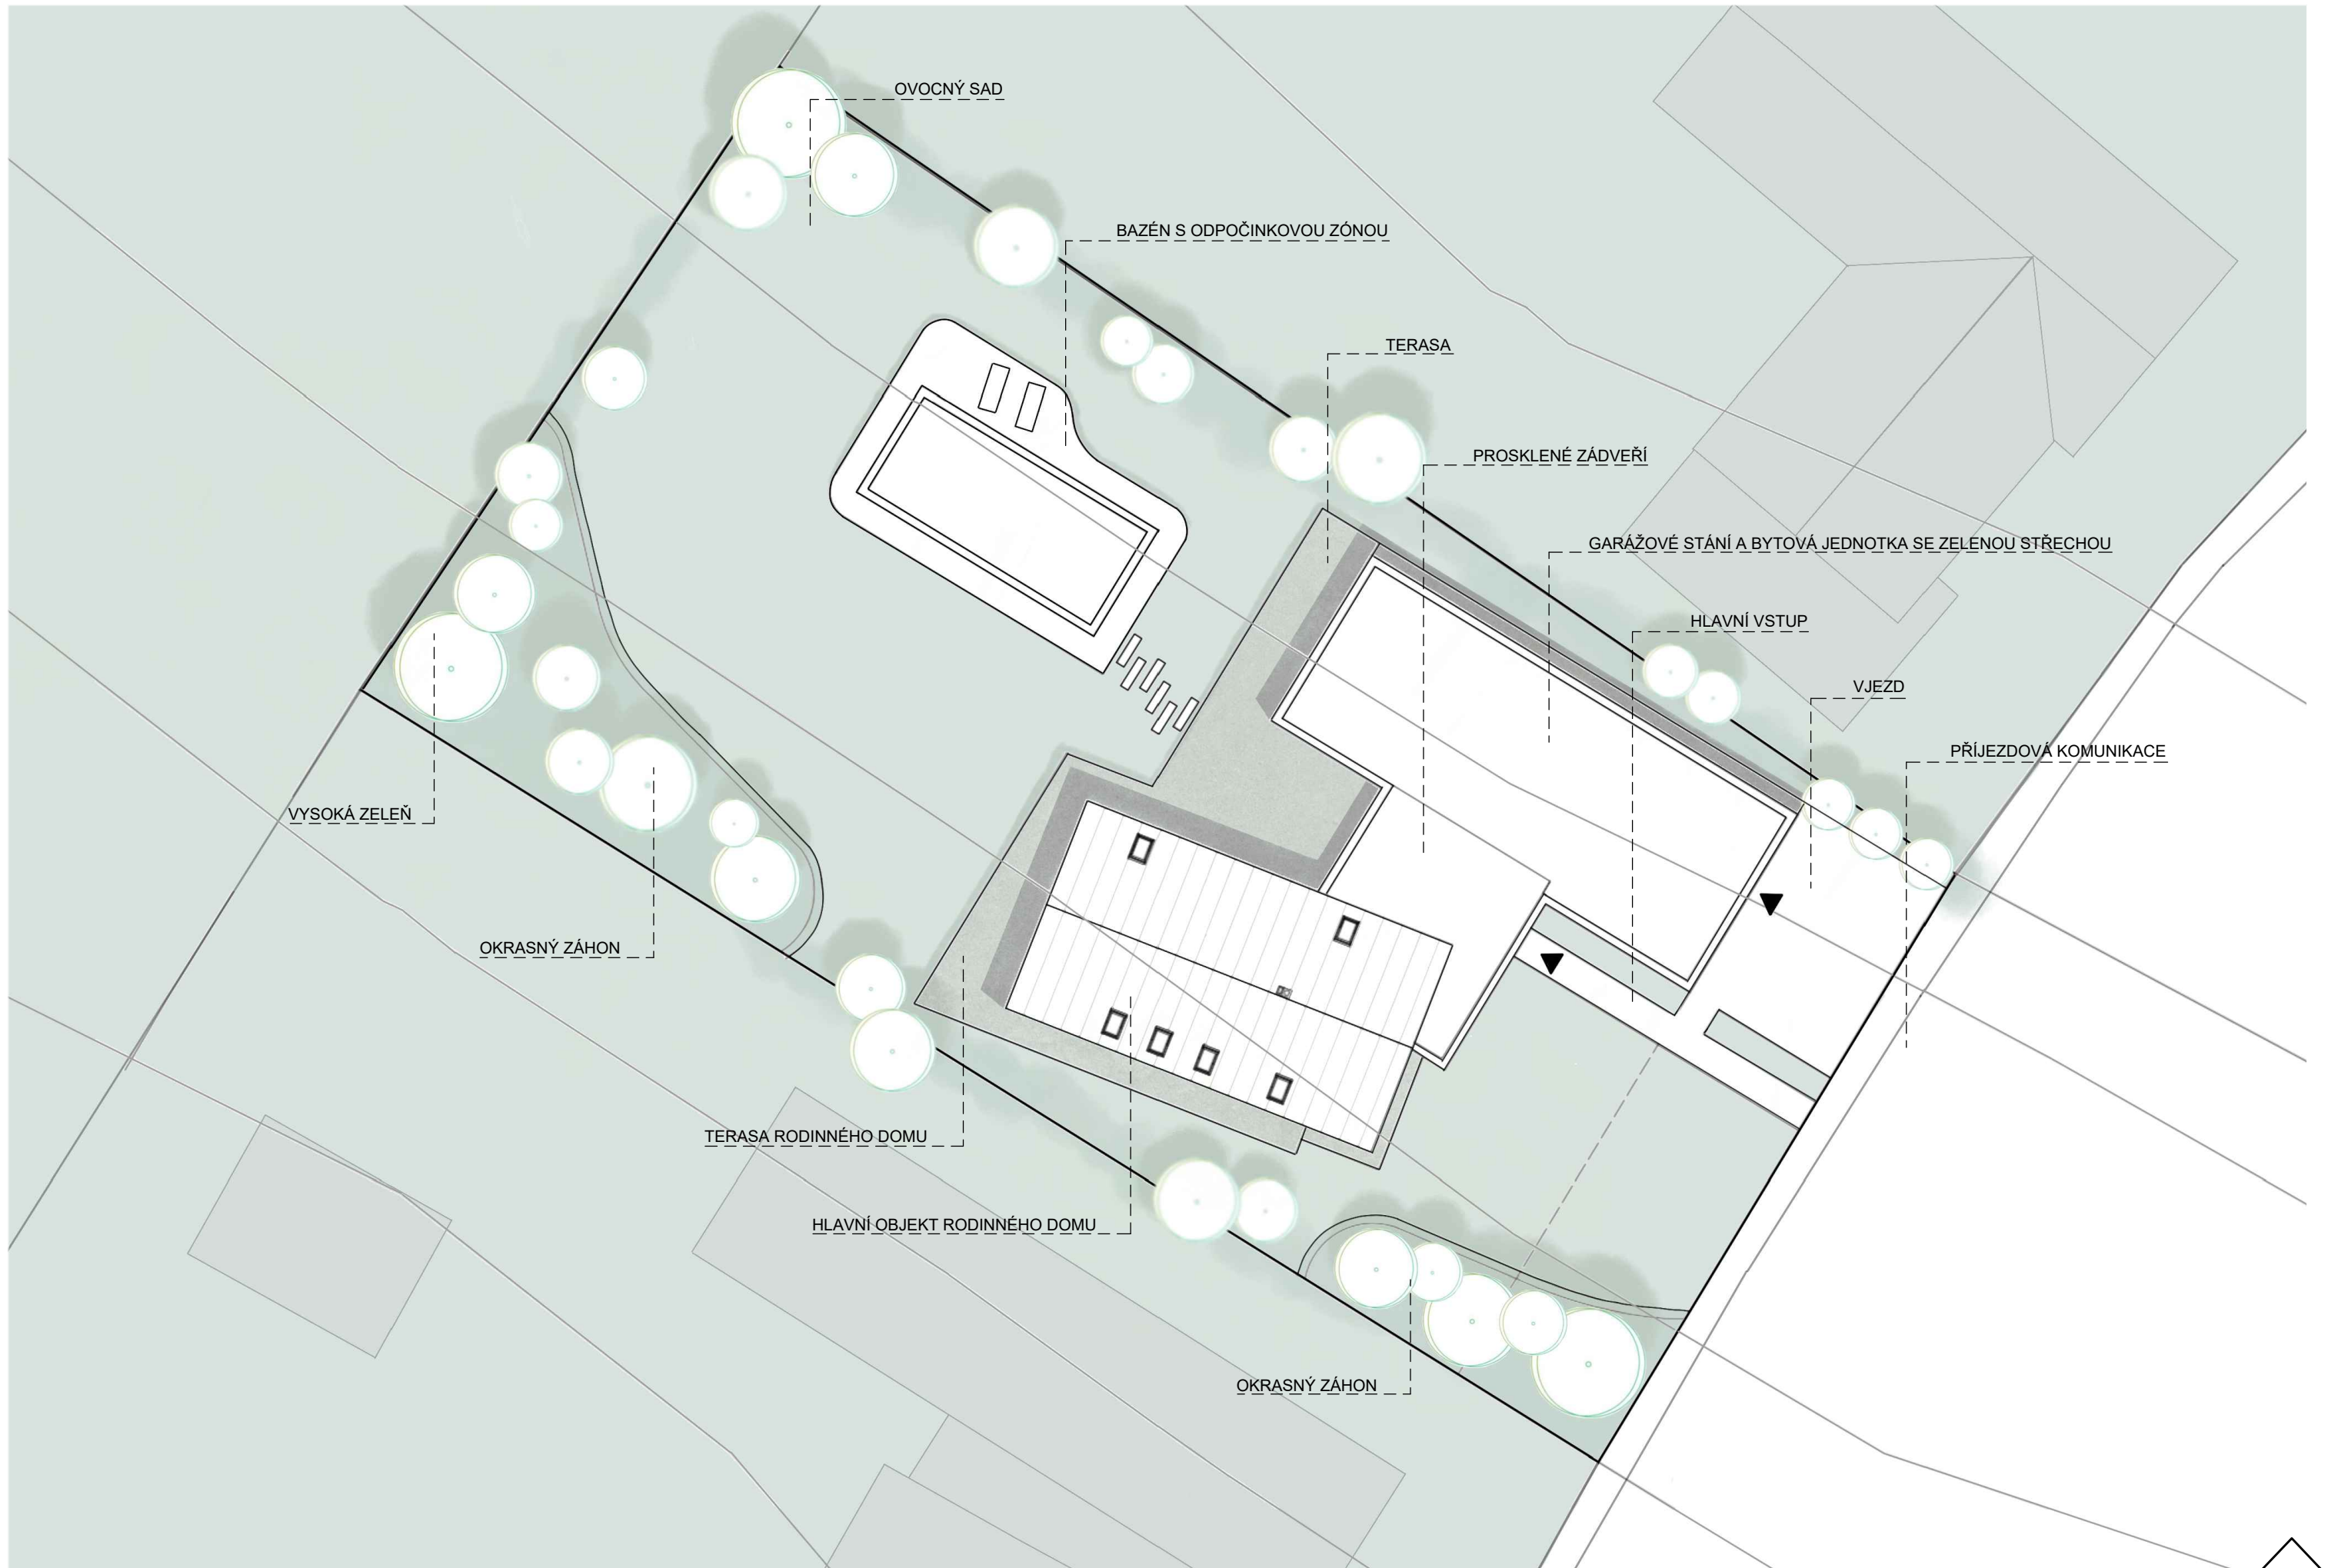 OVOCNÝ SAD
BAZÉN S ODPOČINKOVOU ZÓNOU
TERASA
PROSKLENÉ ZÁDVEŘÍ
GARÁŽOVÉ STÁNÍ A BYTOVÁ JEDNOTKA SE ZELENOU STŘECHOU
HLAVNÍ VSTUP
VJEZD
PŘÍJEZDOVÁ KOMUNIKACE
VYSOKÁ ZELEŇ
OKRASNÝ ZÁHON
TERASA RODINNÉHO DOMU
HLAVNÍ OBJEKT RODINNÉHO DOMU
OKRASNÝ ZÁHON